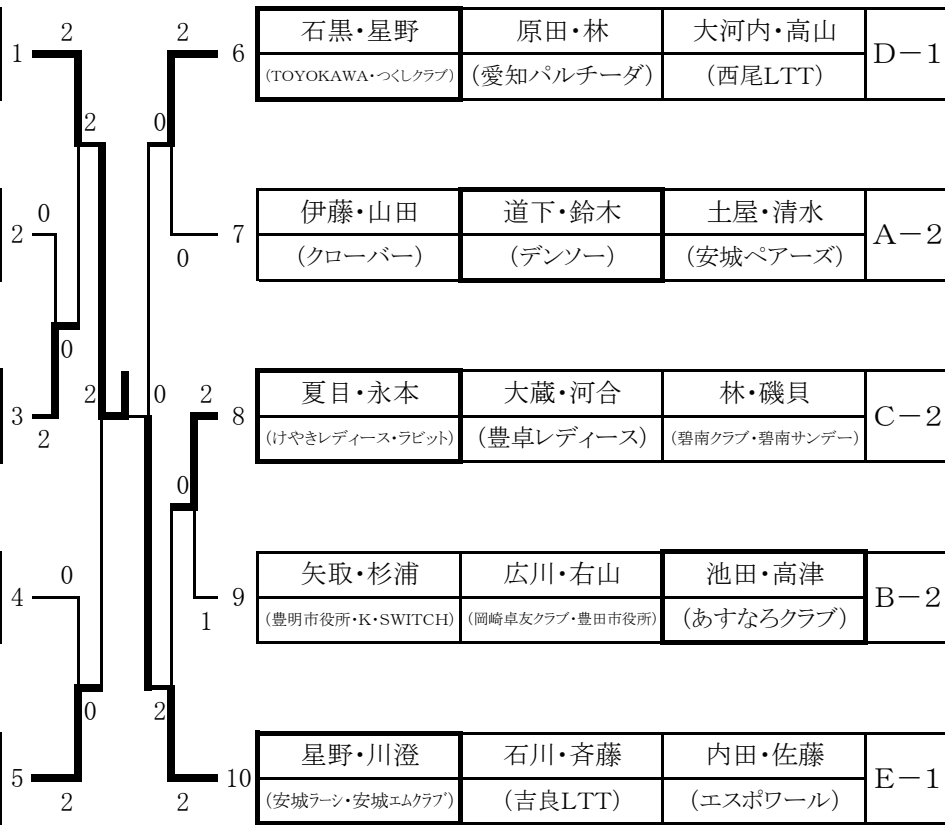 2
2
1
6
石黒・星野 原田・林 大河内・高山 D-1
(TOYOKAWA・つくしクラブ) (愛知パルチーダ) (西尾LTT)
2
0
0
2
7
0
伊藤・山田 道下・鈴木 土屋・清水 A-2
(クローバー) (デンソー) (安城ペアーズ)
0
2
0
2
3
2
8
夏目・永本 大蔵・河合 林・磯貝 C-2
(けやきレディース・ラビット) (豊卓レディース) (碧南クラブ・碧南サンデー)
0
0
4
9
1
矢取・杉浦 広川・右山 池田・高津 B-2
(豊明市役所・K・SWITCH) (岡崎卓友クラブ・豊田市役所) (あすなろクラブ)
0
2
5
10
2
2
星野・川澄 石川・斉藤 内田・佐藤 E-1
(安城ラーシ・安城エムクラブ) (吉良LTT) (エスポワール)